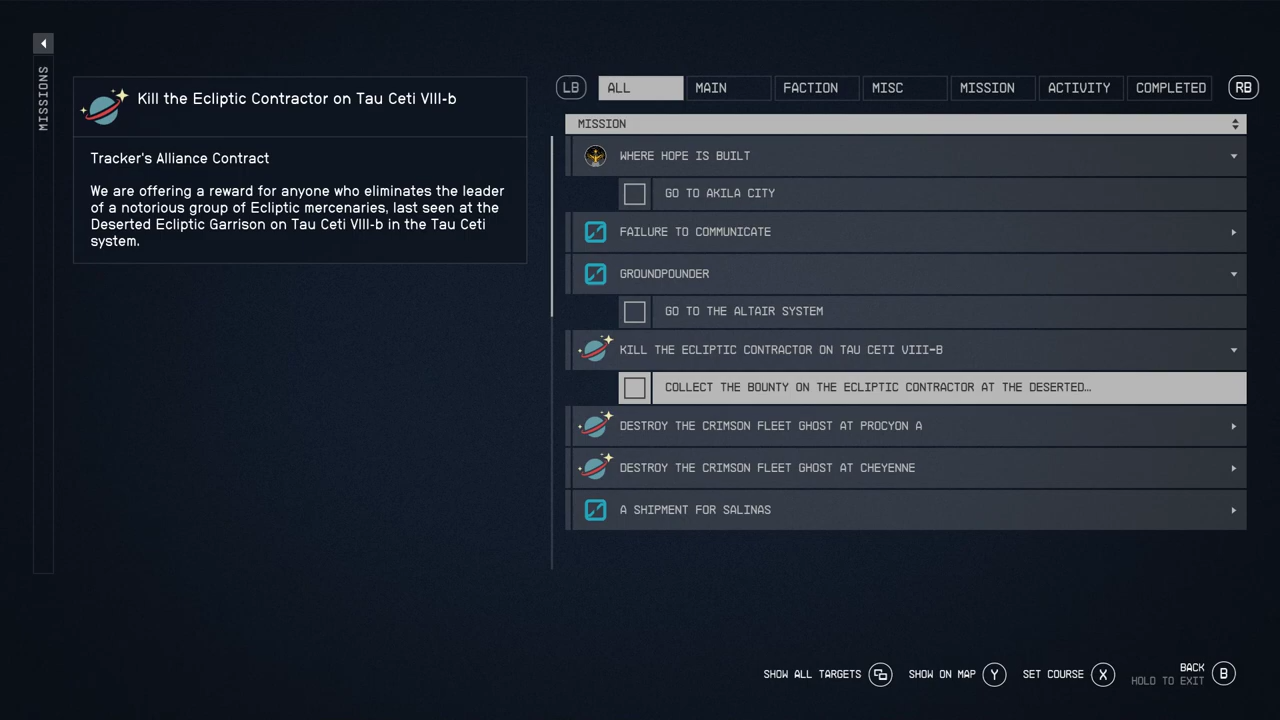 MISSIONS
Kill the Ecliptic Contractor on Tau Ceti VIII-b
Tracker's Alliance Contract
We are offering a reward for anyone who eliminates the leader
of a notorious group of Ecliptic mercenaries, last seen at the
Deserted Ecliptic Garrison on Tau Ceti VIII-b in the Tau Ceti
system.
LB ALL MAIN FACTION MISC MISSION ACTIVITY COMPLETED RB
MISSION
WHERE HOPE IS BUILT
GO TO AKILA CITY
FAILURE TO COMMUNICATE
GROUNDPOUNDER
GO TO THE ALTAIR SYSTEM
KILL THE ECLIPTIC CONTRACTOR ON TAU CETI VIII-B
COLLECT THE BOUNTY ON THE ECLIPTIC CONTRACTOR AT THE DESERTED...
DESTROY THE CRIMSON FLEET GHOST AT PROCYON A
DESTROY THE CRIMSON FLEET GHOST AT CHEYENNE
A SHIPMENT FOR SALINAS
SHOW ALL TARGETS SHOW ON MAP Y SET COURSE X BACK B
HOLD TO EXIT